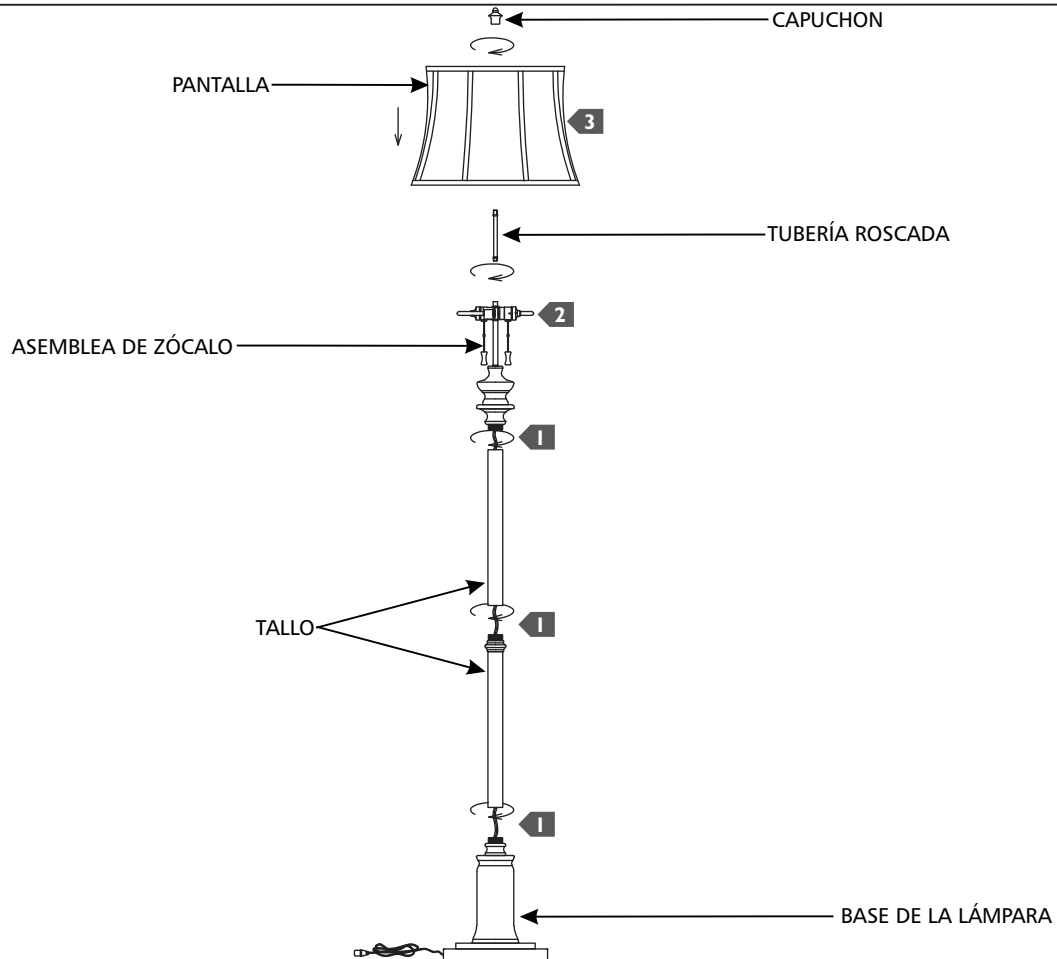 CAPUCHON
PANTALLA
3
TUBERÍA ROSCADA
2
ASEMBLEA DE ZÓCALO
1
TALLO
1
1
BASE DE LA LÁMPARA